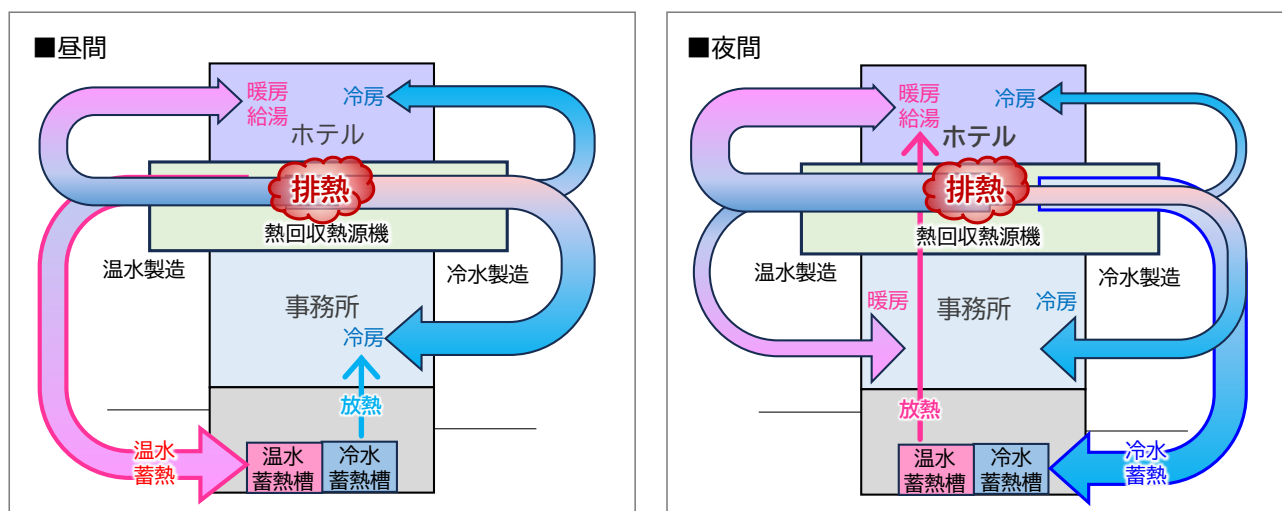 ■昼間
暖房
給湯
冷房
ホテル
排熱
熱回収熱源機
温水製造
冷水製造
事務所
冷房
放熱
温水
蓄熱
温水
蓄熱槽
冷水
蓄熱槽
■夜間
暖房
給湯
冷房
ホテル
排熱
熱回収熱源機
温水製造
冷水製造
暖房
冷房
事務所
放熱
温水
蓄熱槽
冷水
蓄熱槽
冷水
蓄熱